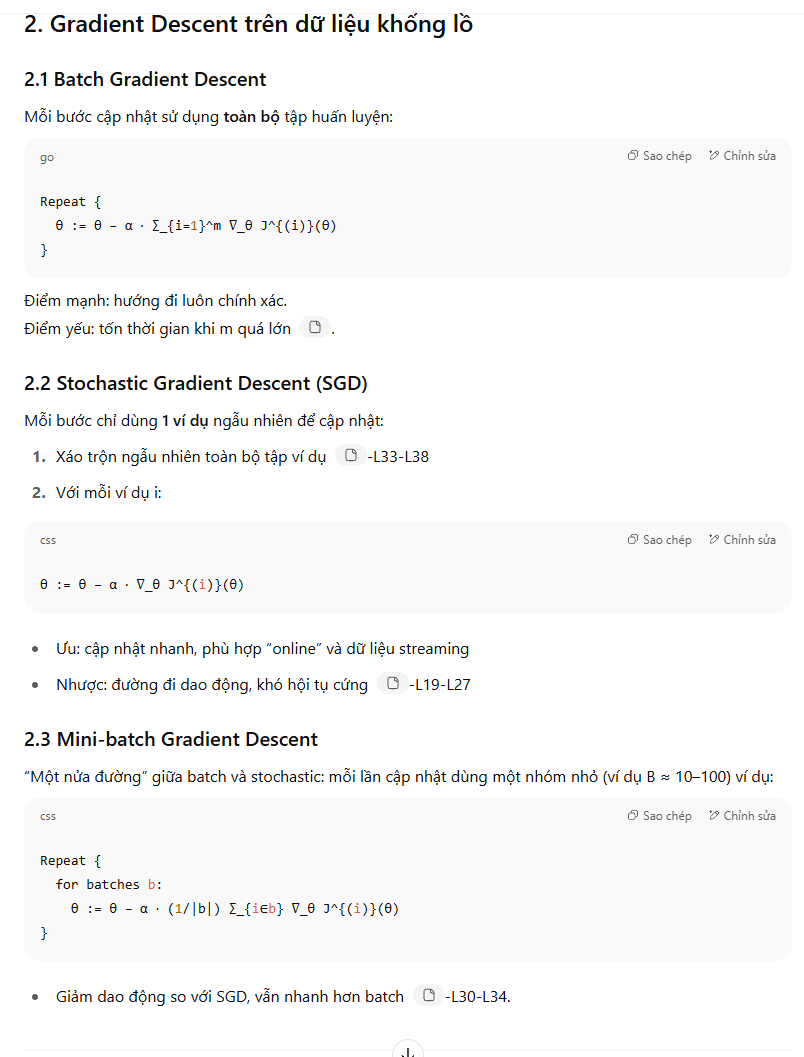 2. Gradient Descent trên dữ liệu khổng lồ
2.1 Batch Gradient Descent
Mỗi bước cập nhật sử dụng toàn bộ tập huấn luyện:
go
Sao chép
Chỉnh sửa
Repeat {
  θ := θ − α · ∑_{i=1}^m ∇_θ J^{(i)}(θ)
}
Điểm mạnh: hướng đi luôn chính xác.
Điểm yếu: tốn thời gian khi m quá lớn .
2.2 Stochastic Gradient Descent (SGD)
Mỗi bước chỉ dùng 1 ví dụ ngẫu nhiên để cập nhật:
1. Xáo trộn ngẫu nhiên toàn bộ tập ví dụ -L33-L38
2. Với mỗi ví dụ i:
css
Sao chép
Chỉnh sửa
θ := θ − α · ∇_θ J^{(i)}(θ)
• Ưu: cập nhật nhanh, phù hợp “online” và dữ liệu streaming
• Nhược: đường đi dao động, khó hội tụ cứng -L19-L27
2.3 Mini-batch Gradient Descent
“Một nửa đường” giữa batch và stochastic: mỗi lần cập nhật dùng một nhóm nhỏ (ví dụ B ≈ 10–100) ví dụ:
css
Sao chép
Chỉnh sửa
Repeat {
  for batches b:
    θ := θ − α · (1/|b|) ∑_{i∈b} ∇_θ J^{(i)}(θ)
}
• Giảm dao động so với SGD, vẫn nhanh hơn batch -L30-L34.